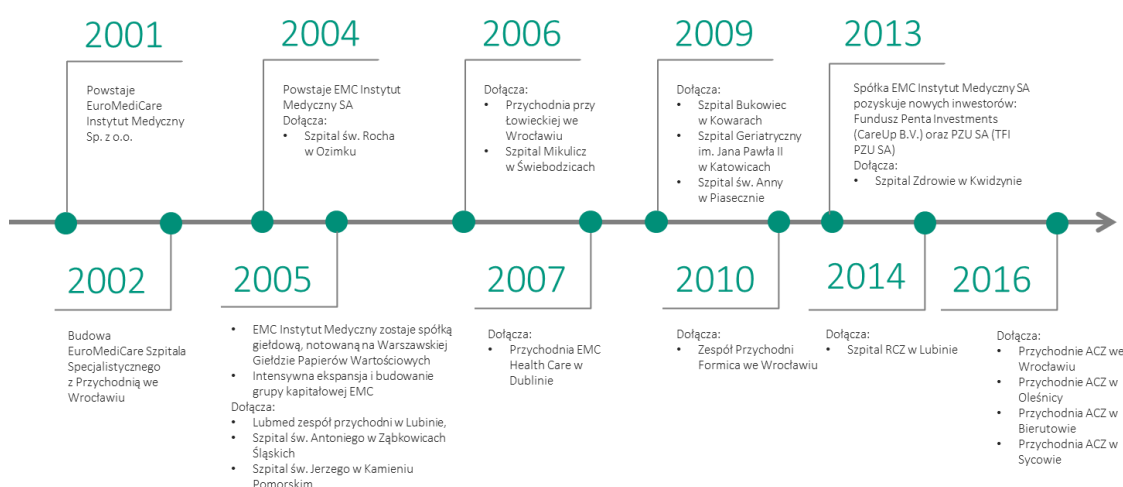 2001
Powstaje
EuroMediCare
Instytut Medyczny
Sp. z o.o.
2004
Powstaje EMC Instytut
Medyczny SA
Dołącza:
• Szpital św. Rocha
w Ozimku
2006
Dołącza:
• Przychodnia przy
Łowieckiej we
Wrocławiu
• Szpital Mikulicz
w Świebodzicach
2009
Dołącza:
• Szpital Bukowiec
w Kowarach
• Szpital Geriatryczny
im. Jana Pawła II
w Katowicach
• Szpital św. Anny
w Piasecznie
2013
Spółka EMC Instytut Medyczny SA
pozyskuje nowych inwestorów:
Fundusz Penta Investments
(CareUp B.V.) oraz PZU SA (TFI
PZU SA)
Dołącza:
• Szpital Zdrowie w Kwidzynie
2002
Budowa
EuroMediCare Szpitala
Specjalistycznego
z Przychodnią we
Wrocławiu
2005
• EMC Instytut Medyczny zostaje spółką
giełdową, notowaną na Warszawskiej
Giełdzie Papierów Wartościowych
• Intensywna ekspansja i budowanie
grupy kapitałowej EMC
Dołącza:
• Lubmed zespół przychodni w Lubinie,
• Szpital św. Antoniego w Ząbkowicach
Śląskich
• Szpital św. Jerzego w Kamieniu
Pomorskim
2007
Dołącza:
• Przychodnia EMC
Health Care w
Dublinie
2010
Dołącza:
• Zespół Przychodni
Formica we Wrocławiu
2014
Dołącza:
• Szpital RCZ w Lubinie
2016
Dołącza:
• Przychodnie ACZ we
Wrocławiu
• Przychodnie ACZ w
Oleśnicy
• Przychodnia ACZ w
Bierutowie
• Przychodnia ACZ w
Sycowie